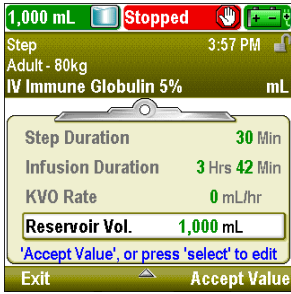 1,000 mL Stopped
Step 3:57 PM
Adult - 80kg
IV Immune Globulin 5% mL
Step Duration 30 Min
Infusion Duration 3 Hrs 42 Min
KVO Rate 0 mL/hr
Reservoir Vol. 1,000 mL
'Accept Value', or press 'select' to edit
Exit Accept Value